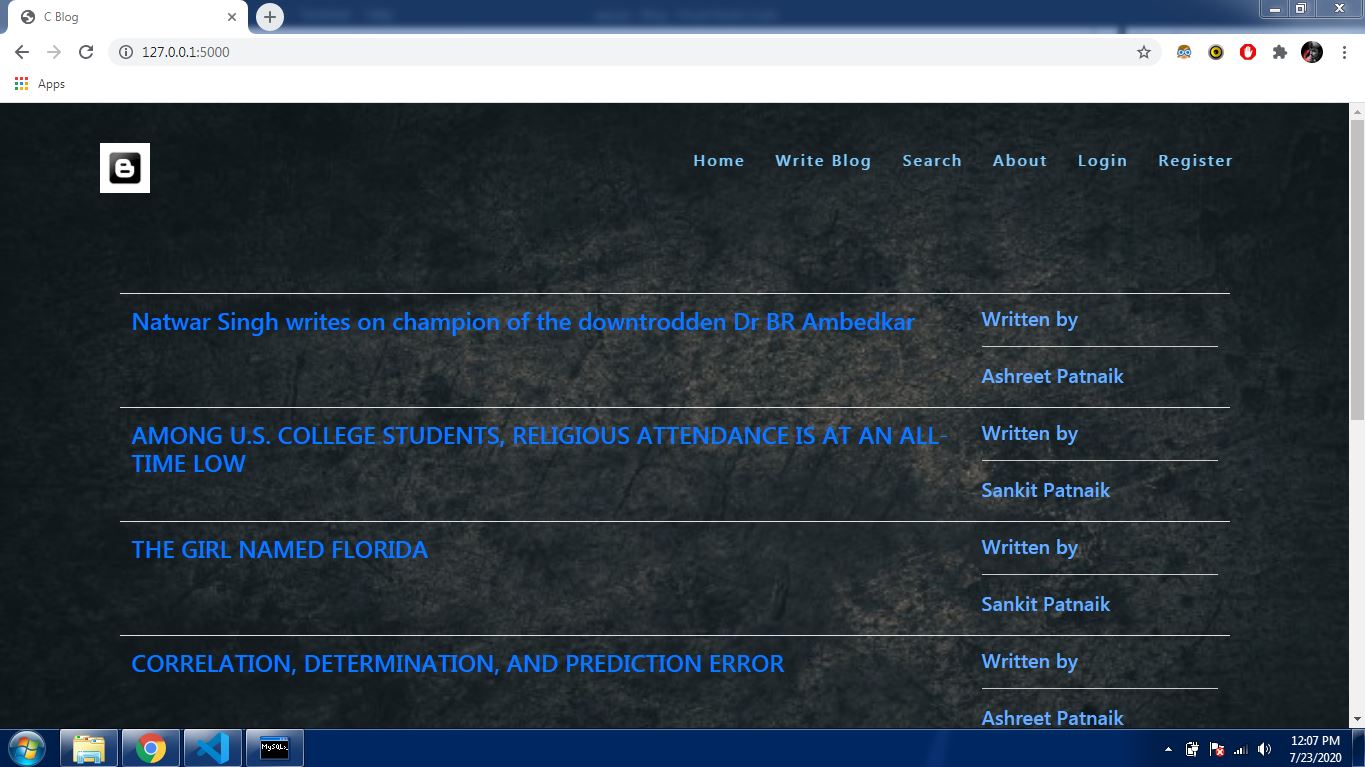 C Blog
127.0.0.1:5000
Apps
Home Write Blog Search About Login Register
Natwar Singh writes on champion of the downtrodden Dr BR Ambedkar
Written by
Ashreet Patnaik
AMONG U.S. COLLEGE STUDENTS, RELIGIOUS ATTENDANCE IS AT AN ALL-
TIME LOW
Written by
Sankit Patnaik
THE GIRL NAMED FLORIDA
Written by
Sankit Patnaik
CORRELATION, DETERMINATION, AND PREDICTION ERROR
Written by
Ashreet Patnaik
12:07 PM
7/23/2020